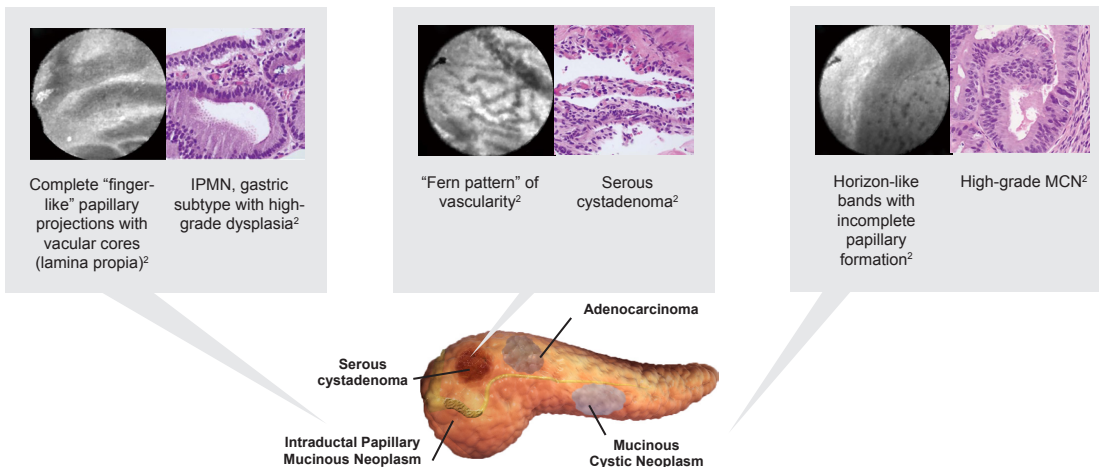 Complete “finger-
like” papillary
projections with
vacular cores
(lamina propia)²
IPMN, gastric
subtype with high-
grade dysplasia²
“Fern pattern” of
vascularity²
Serous
cystadenoma²
Horizon-like
bands with
incomplete
papillary
formation²
High-grade MCN²
Adenocarcinoma
Serous
cystadenoma
Intraductal Papillary
Mucinous Neoplasm
Mucinous
Cystic Neoplasm